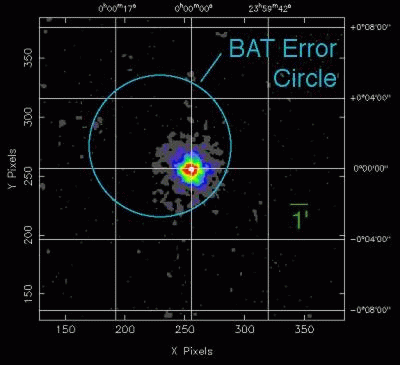 0ʰ00ᵐ17ˢ 0ʰ00ᵐ00ˢ 23ʰ59ᵐ42ˢ
BAT Error
Circle
+0°08'00"
+0°04'00"
0°00'00"
-0°04'00"
-0°08'00"
1'
350
300
250
200
150
Y Pixels
150 200 250 300 350
X Pixels